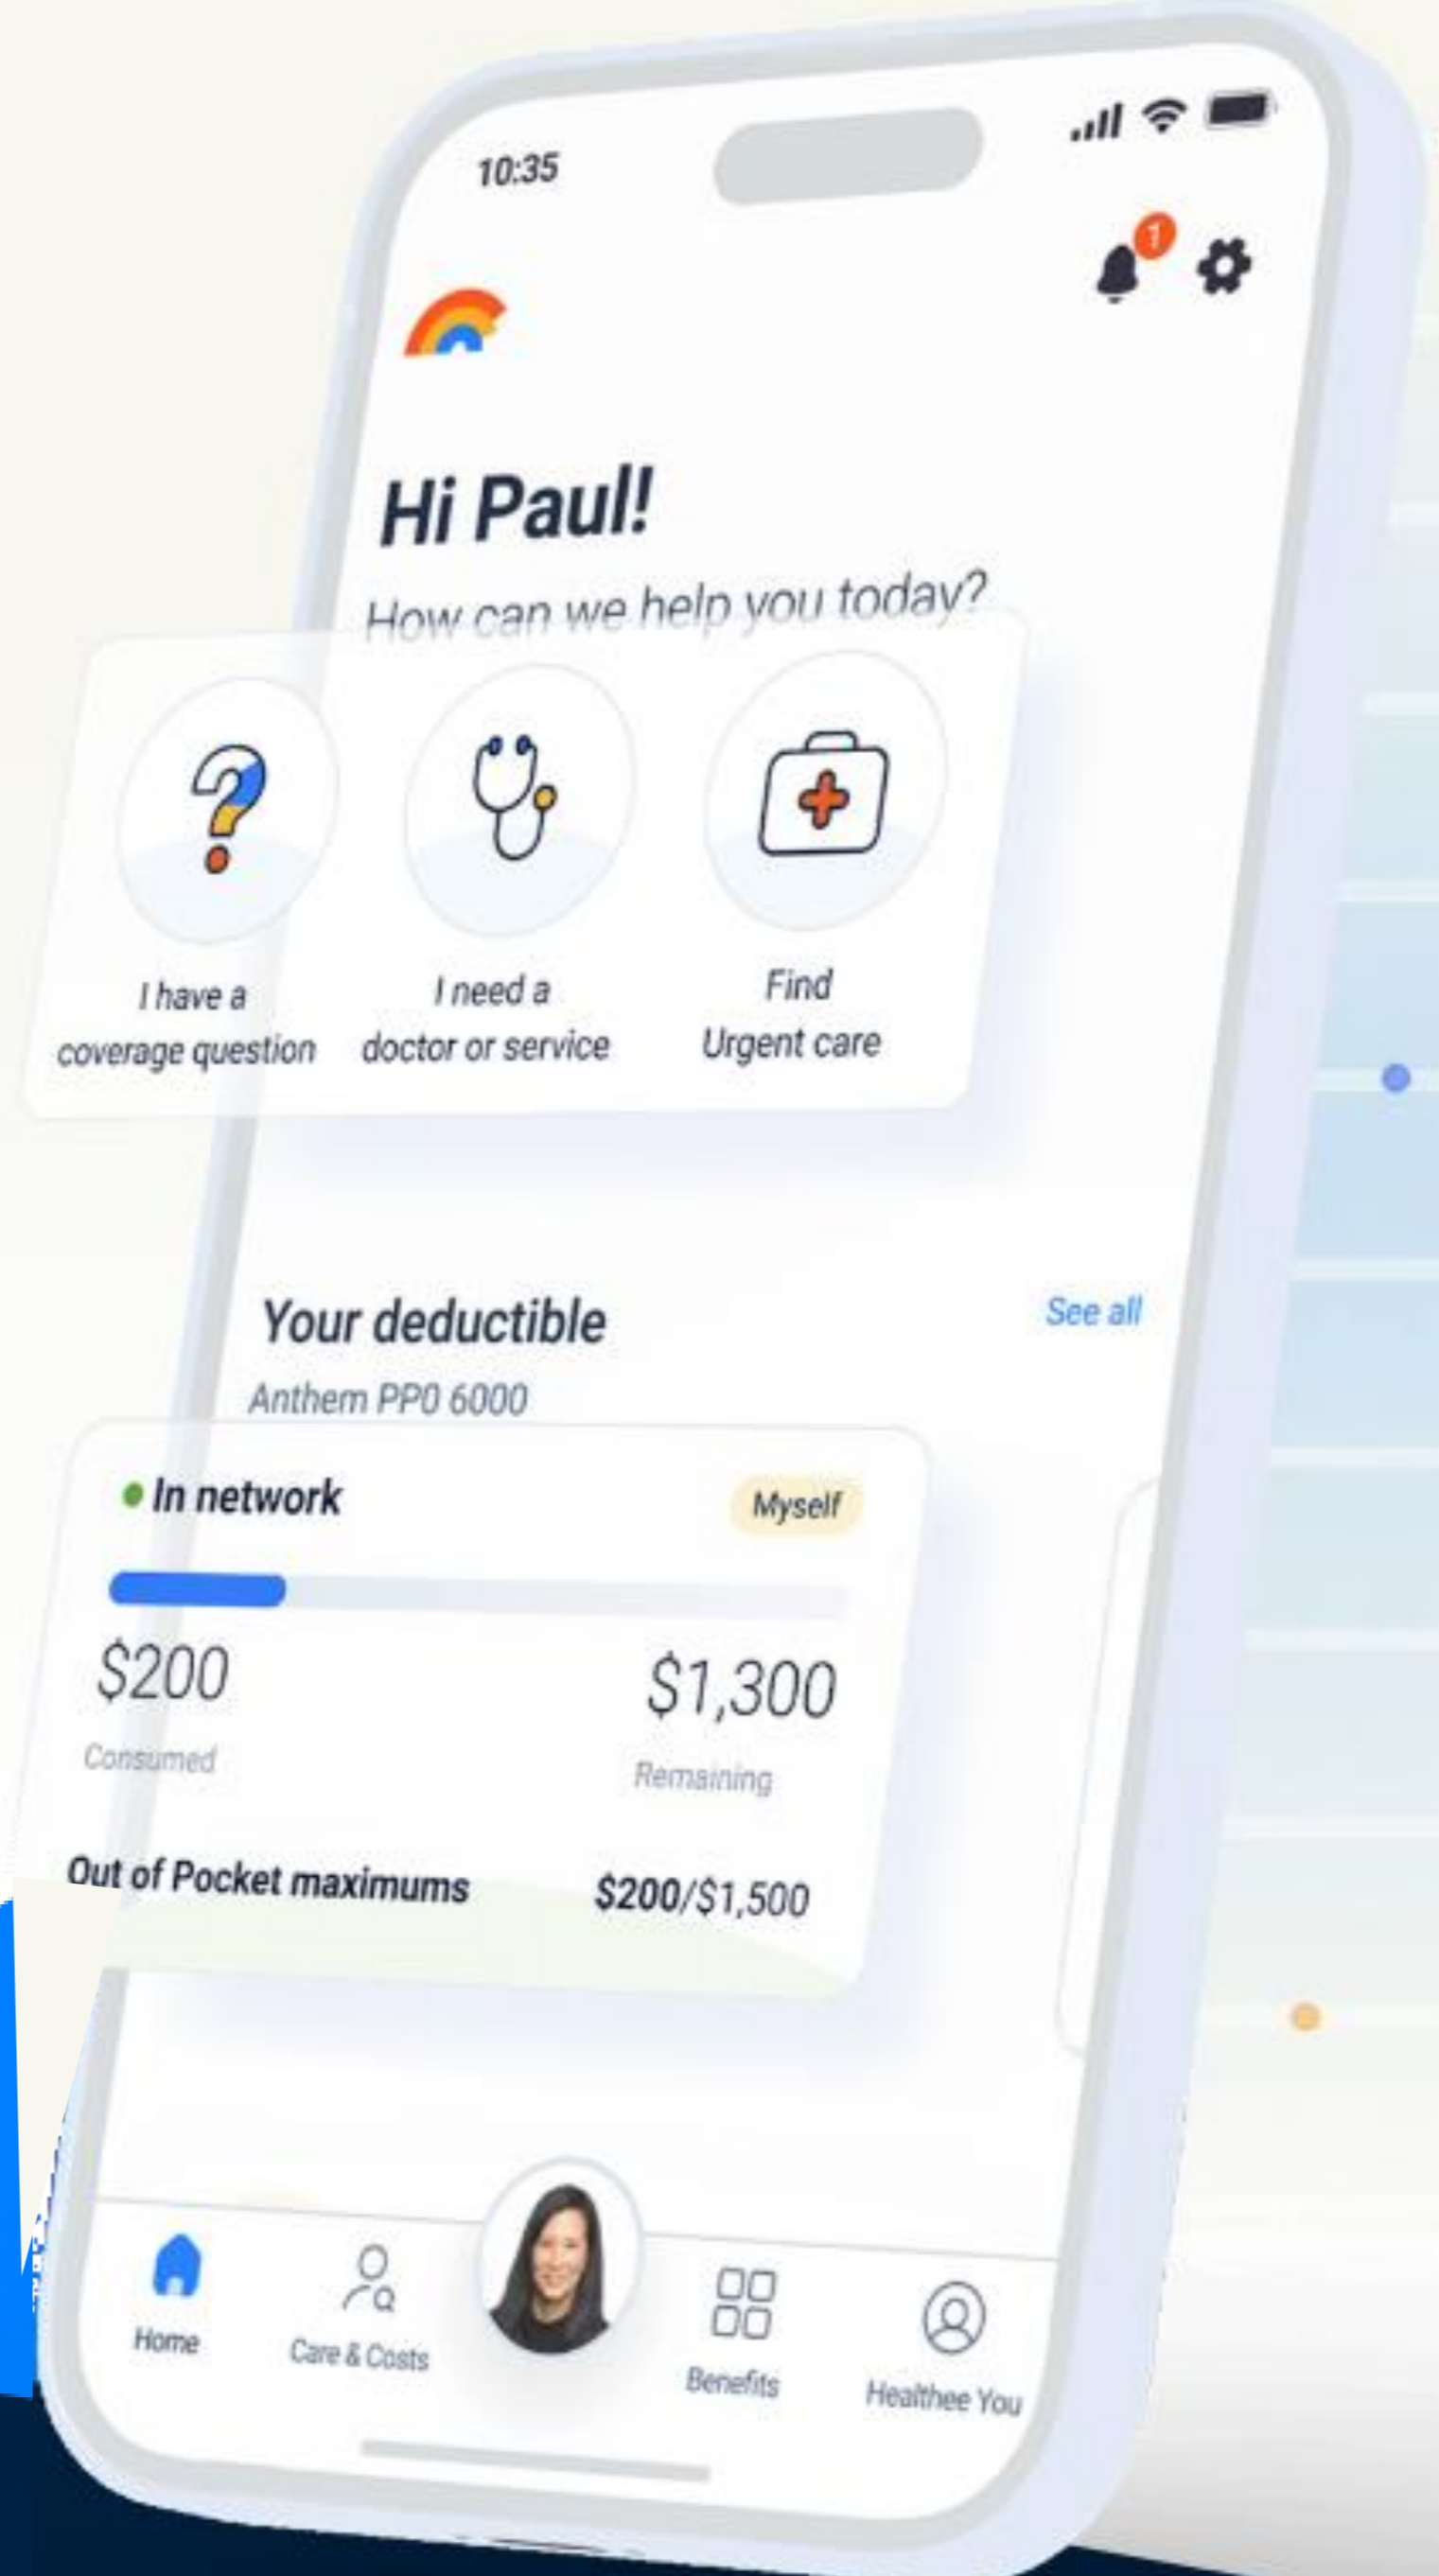 10:35
1
Hi Paul!
How can we help you today?
I have a
coverage question
I need a
doctor or service
Find
Urgent care
Your deductible
See all
Anthem PPO 6000
In network
Myself
$200
$1,300
Consumed
Remaining
Out of Pocket maximums
$200/$1,500
Home
Care & Costs
Benefits
Healthee You